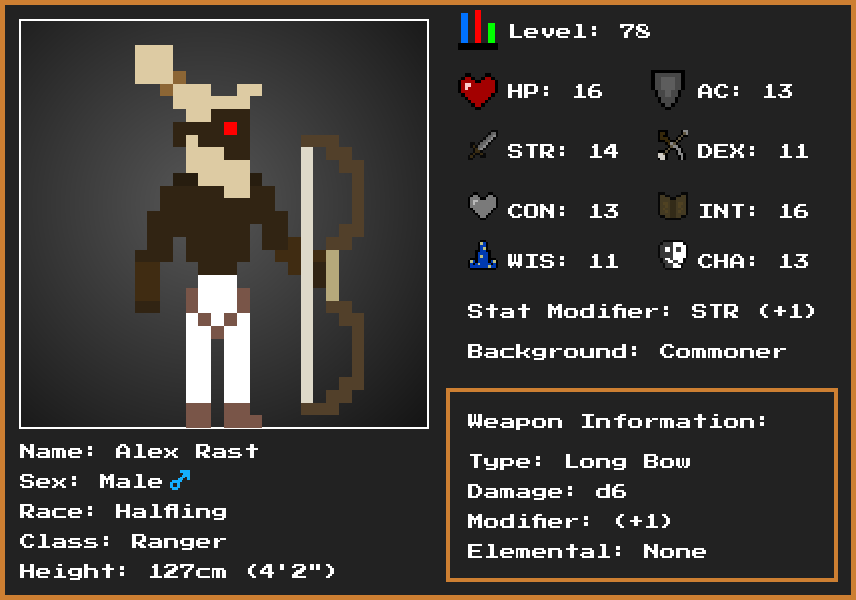 Level: 78
HP: 16
AC: 13
STR: 14
DEX: 11
CON: 13
INT: 16
WIS: 11
CHA: 13
Stat Modifier: STR (+1)
Background: Commoner
Weapon Information:
Type: Long Bow
Damage: d6
Modifier: (+1)
Elemental: None
Name: Alex Rast
Sex: Male ♂
Race: Halfling
Class: Ranger
Height: 127cm (4'2")